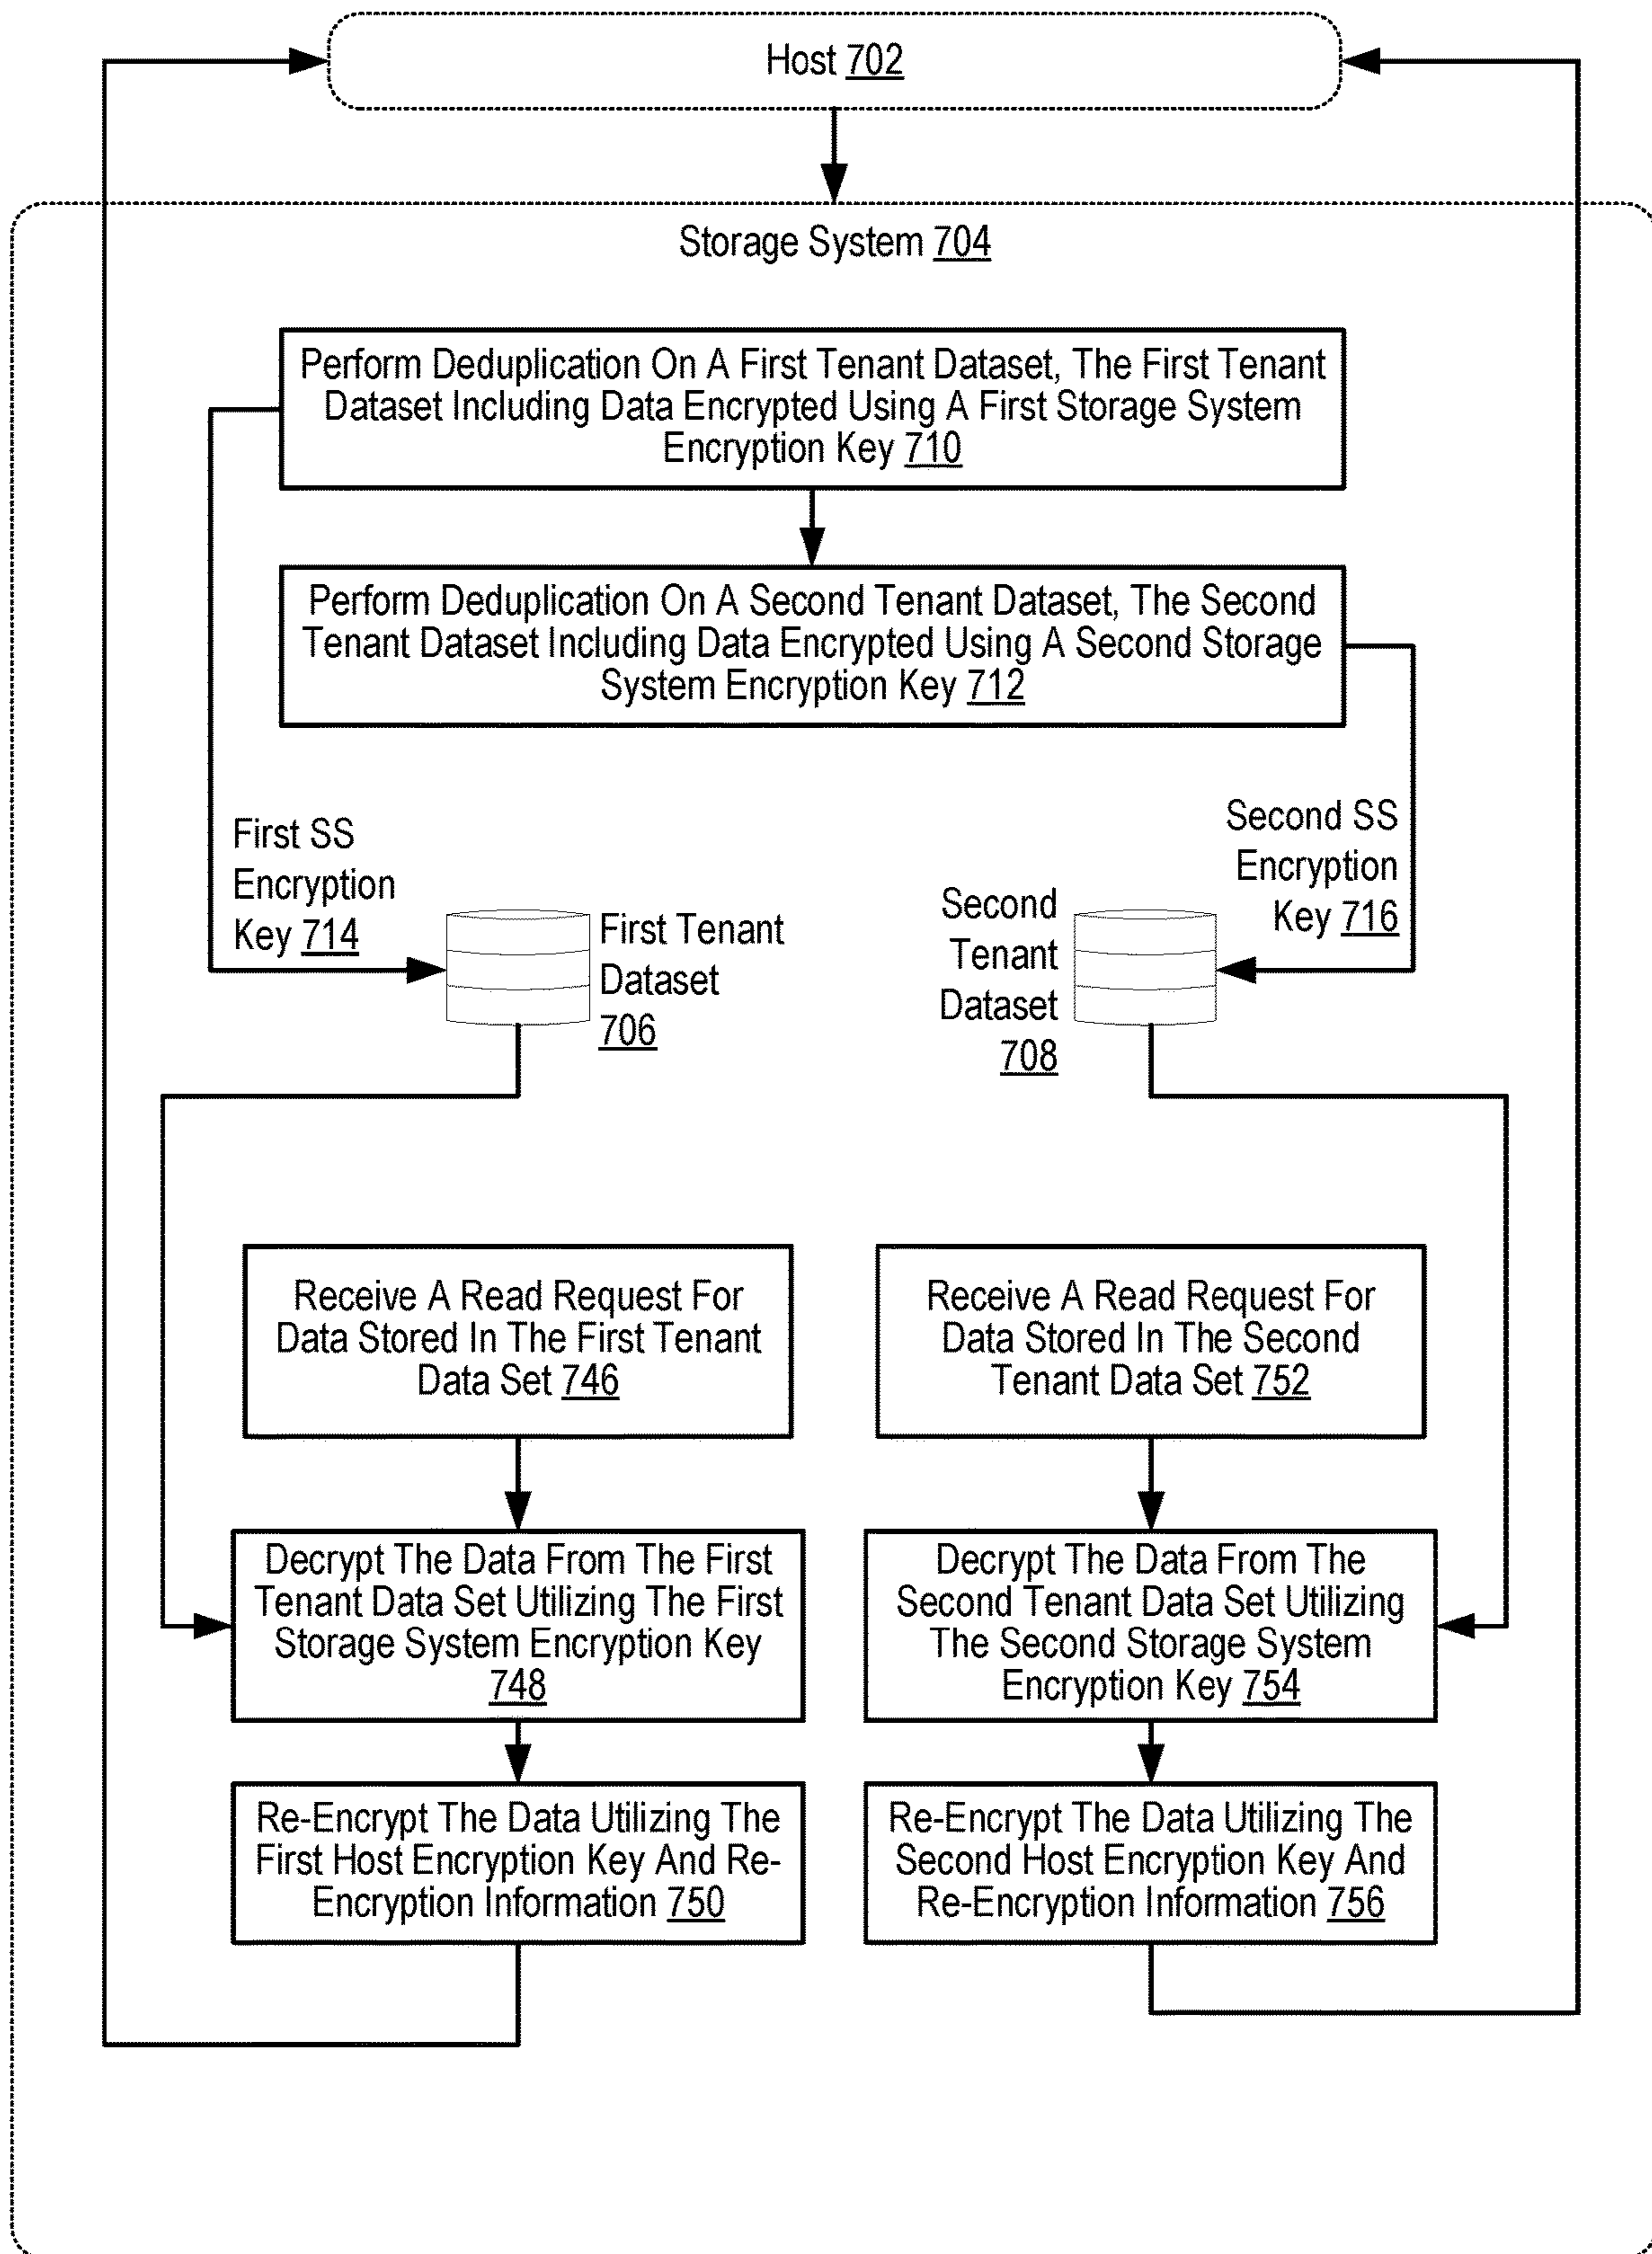 Host 702
Storage System 704
Perform Deduplication On A First Tenant Dataset, The First Tenant
Dataset Including Data Encrypted Using A First Storage System
Encryption Key 710
Perform Deduplication On A Second Tenant Dataset, The Second
Tenant Dataset Including Data Encrypted Using A Second Storage
System Encryption Key 712
First SS
Encryption
Key 714
First Tenant
Dataset
706
Second
Tenant
Dataset
708
Second SS
Encryption
Key 716
Receive A Read Request For
Data Stored In The First Tenant
Data Set 746
Receive A Read Request For
Data Stored In The Second
Tenant Data Set 752
Decrypt The Data From The First
Tenant Data Set Utilizing The First
Storage System Encryption Key
748
Decrypt The Data From The
Second Tenant Data Set Utilizing
The Second Storage System
Encryption Key 754
Re-Encrypt The Data Utilizing The
First Host Encryption Key And Re-
Encryption Information 750
Re-Encrypt The Data Utilizing The
Second Host Encryption Key And
Re-Encryption Information 756